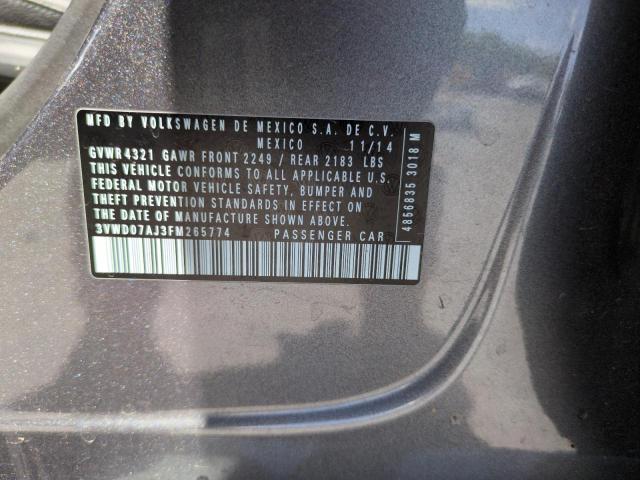 MFD BY VOLKSWAGEN DE MEXICO S.A. DE C.V.
MEXICO 11/14
GVWR 4321 GAWR FRONT 2249 / REAR 2183 LBS
THIS VEHICLE CONFORMS TO ALL APPLICABLE U.S.
FEDERAL MOTOR VEHICLE SAFETY, BUMPER AND
THEFT PREVENTION STANDARDS IN EFFECT ON
THE DATE OF MANUFACTURE SHOWN ABOVE.
3VWD07AJ3FM265774 PASSENGER CAR
4856835 3018 M